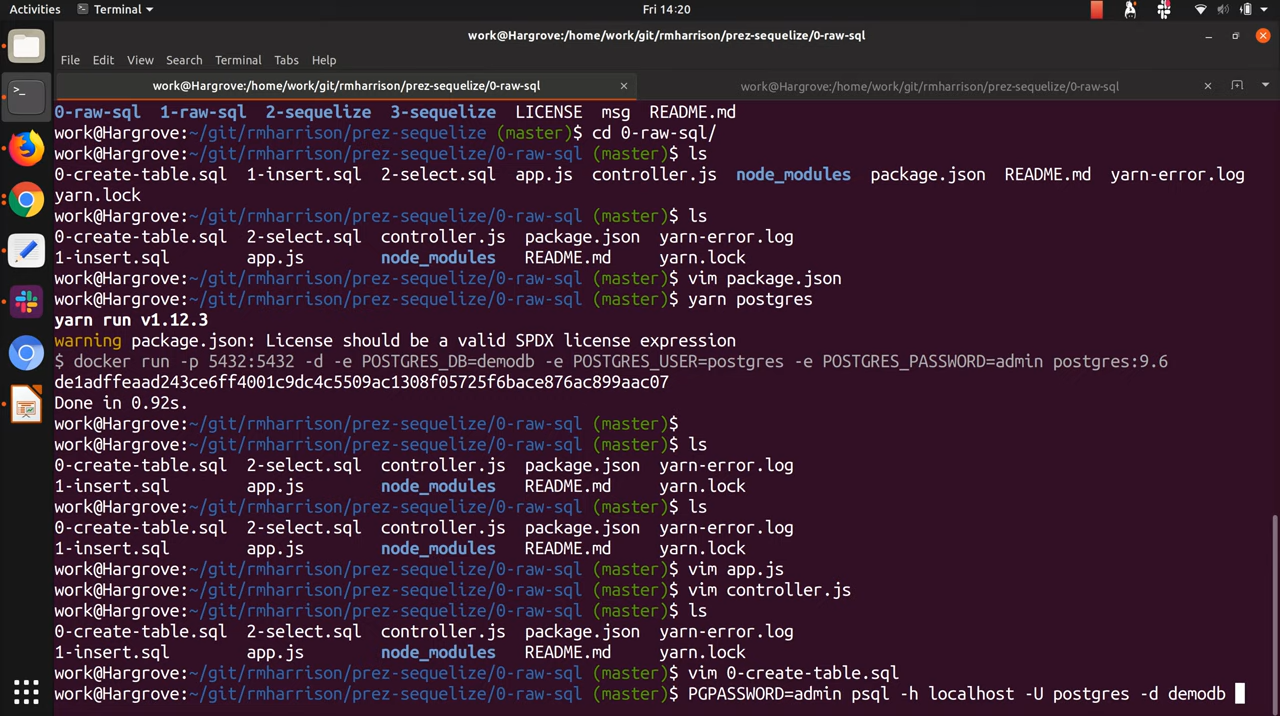 Activities Terminal Fri 14:20
work@Hargrove:/home/work/git/rmharrison/prez-sequelize/0-raw-sql
File Edit View Search Terminal Tabs Help
work@Hargrove:/home/work/git/rmharrison/prez-sequelize/0-raw-sql work@Hargrove:/home/work/git/rmharrison/prez-sequelize/0-raw-sql
0-raw-sql 1-raw-sql 2-sequelize 3-sequelize LICENSE msg README.md
work@Hargrove:~/git/rmharrison/prez-sequelize (master)$ cd 0-raw-sql/
work@Hargrove:~/git/rmharrison/prez-sequelize/0-raw-sql (master)$ ls
0-create-table.sql 1-insert.sql 2-select.sql app.js controller.js node_modules package.json README.md yarn-error.log
yarn.lock
work@Hargrove:~/git/rmharrison/prez-sequelize/0-raw-sql (master)$ ls
0-create-table.sql 2-select.sql controller.js package.json yarn-error.log
1-insert.sql app.js node_modules README.md yarn.lock
work@Hargrove:~/git/rmharrison/prez-sequelize/0-raw-sql (master)$ vim package.json
work@Hargrove:~/git/rmharrison/prez-sequelize/0-raw-sql (master)$ yarn postgres
yarn run v1.12.3
warning package.json: License should be a valid SPDX license expression
$ docker run -p 5432:5432 -d -e POSTGRES_DB=demodb -e POSTGRES_USER=postgres -e POSTGRES_PASSWORD=admin postgres:9.6
de1adffeaad243ce6ff4001c9dc4c5509ac1308f05725f6bace876ac899aac07
Done in 0.92s.
work@Hargrove:~/git/rmharrison/prez-sequelize/0-raw-sql (master)$
work@Hargrove:~/git/rmharrison/prez-sequelize/0-raw-sql (master)$ ls
0-create-table.sql 2-select.sql controller.js package.json yarn-error.log
1-insert.sql app.js node_modules README.md yarn.lock
work@Hargrove:~/git/rmharrison/prez-sequelize/0-raw-sql (master)$ ls
0-create-table.sql 2-select.sql controller.js package.json yarn-error.log
1-insert.sql app.js node_modules README.md yarn.lock
work@Hargrove:~/git/rmharrison/prez-sequelize/0-raw-sql (master)$ vim app.js
work@Hargrove:~/git/rmharrison/prez-sequelize/0-raw-sql (master)$ vim controller.js
work@Hargrove:~/git/rmharrison/prez-sequelize/0-raw-sql (master)$ ls
0-create-table.sql 2-select.sql controller.js package.json yarn-error.log
1-insert.sql app.js node_modules README.md yarn.lock
work@Hargrove:~/git/rmharrison/prez-sequelize/0-raw-sql (master)$ vim 0-create-table.sql
work@Hargrove:~/git/rmharrison/prez-sequelize/0-raw-sql (master)$ PGPASSWORD=admin psql -h localhost -U postgres -d demodb